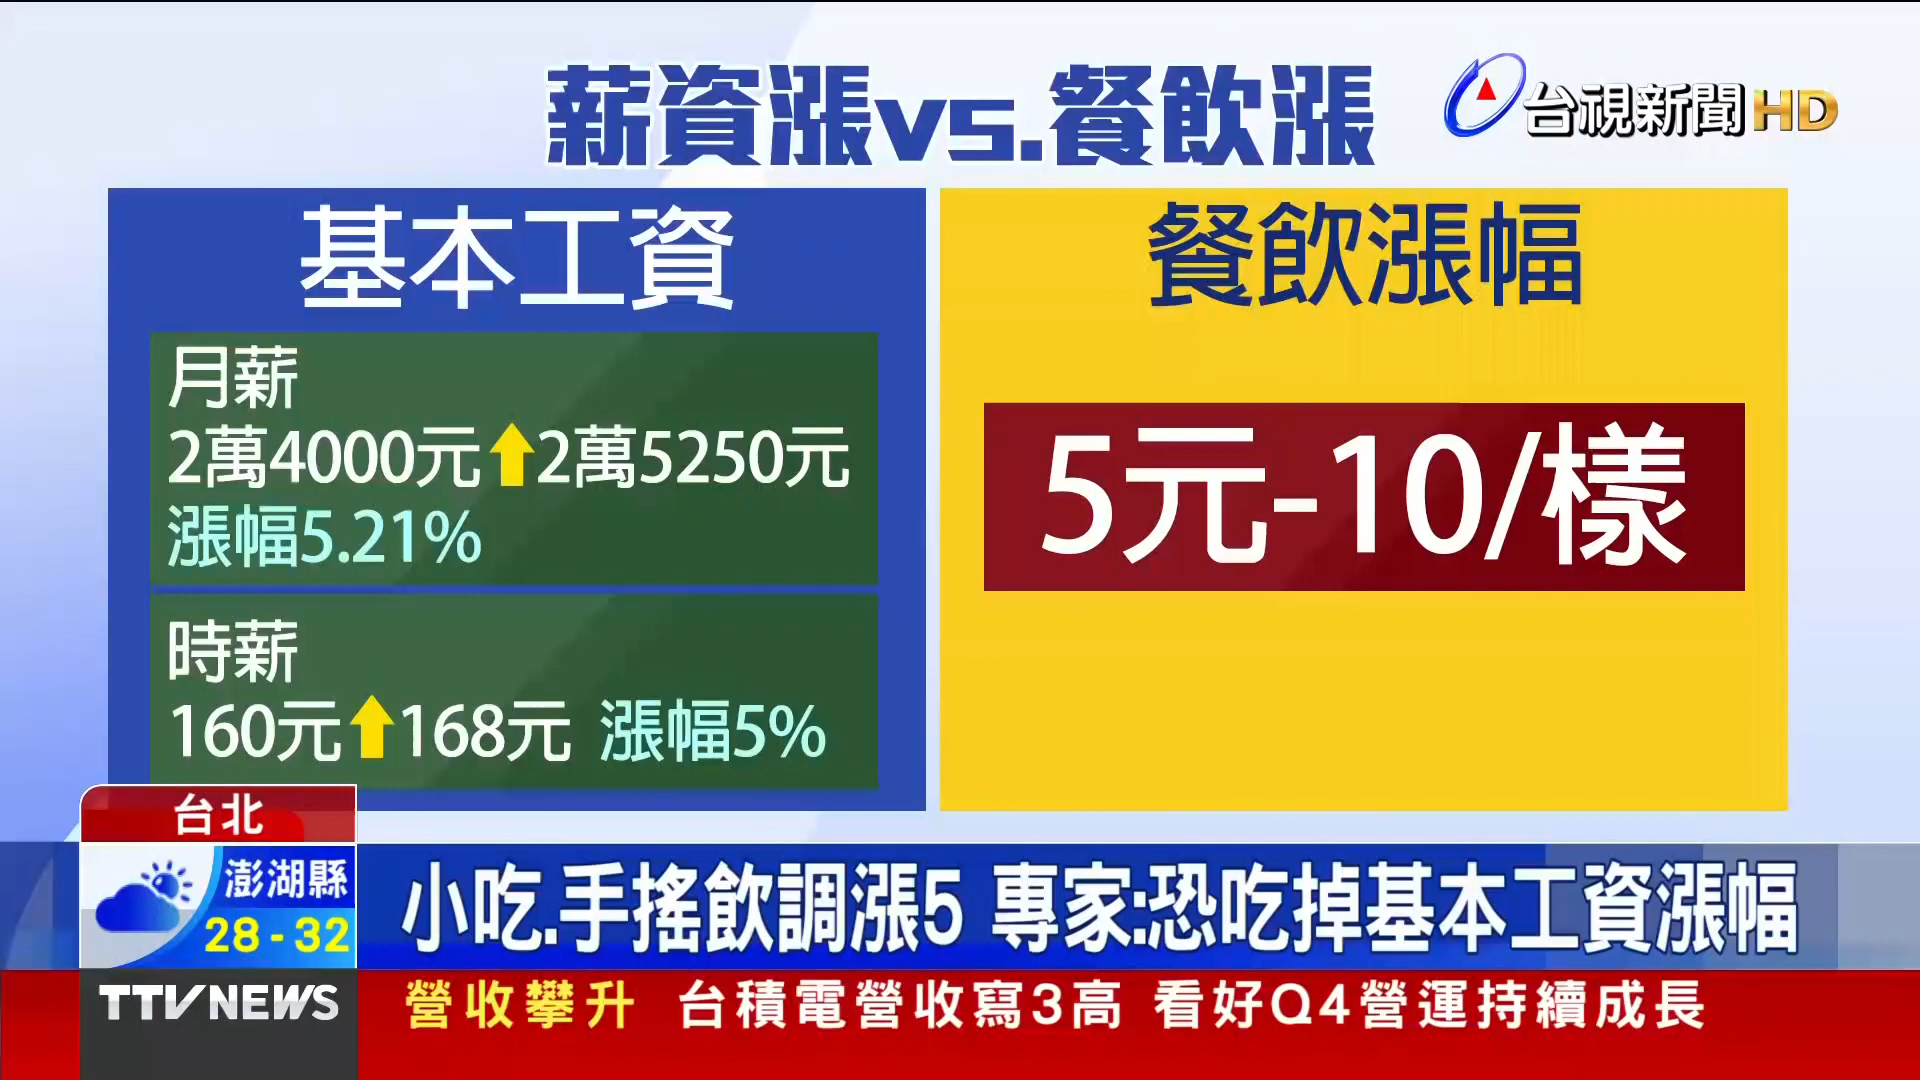 薪資漲vs.餐飲漲
台視新聞HD
基本工資
月薪
2萬4000元⬆2萬5250元
漲幅5.21%
時薪
160元⬆168元 漲幅5%
餐飲漲幅
5元-10/樣
台北
澎湖縣
28-32
小吃.手搖飲調漲5 專家:恐吃掉基本工資漲幅
TTV NEWS
營收攀升 台積電營收寫3高 看好Q4營運持續成長